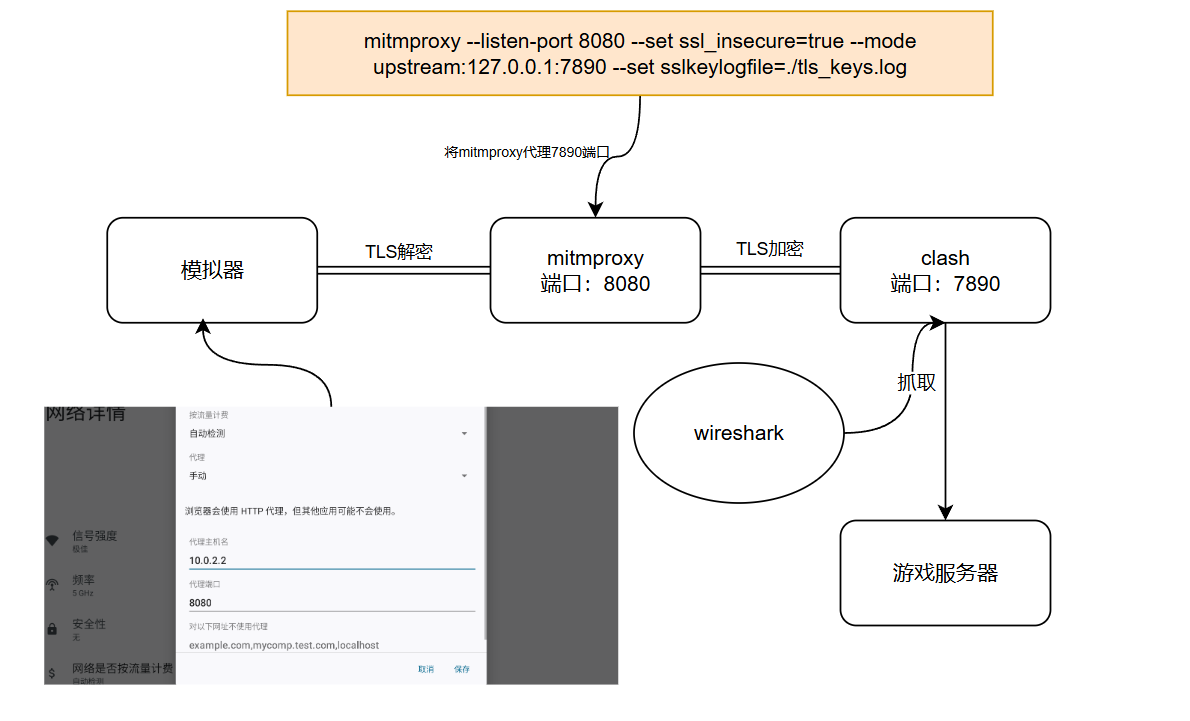 mitmproxy --listen-port 8080 --set ssl_insecure=true --mode
upstream:127.0.0.1:7890 --set sslkeylogfile=./tls_keys.log
将mitmproxy代理7890端口
模拟器
TLS解密
mitmproxy
端口：8080
TLS加密
clash
端口：7890
抓取
wireshark
游戏服务器
网络详情
信号强度
极佳
频率
5 GHz
安全性
无
网络是否按流量计费
自动检测
按流量计费
自动检测
代理
手动
浏览器会使用 HTTP 代理，但其他应用可能不会使用。
代理主机名
10.0.2.2
代理端口
8080
对以下网址不使用代理
example.com,mycomp.test.com,localhost
取消
保存